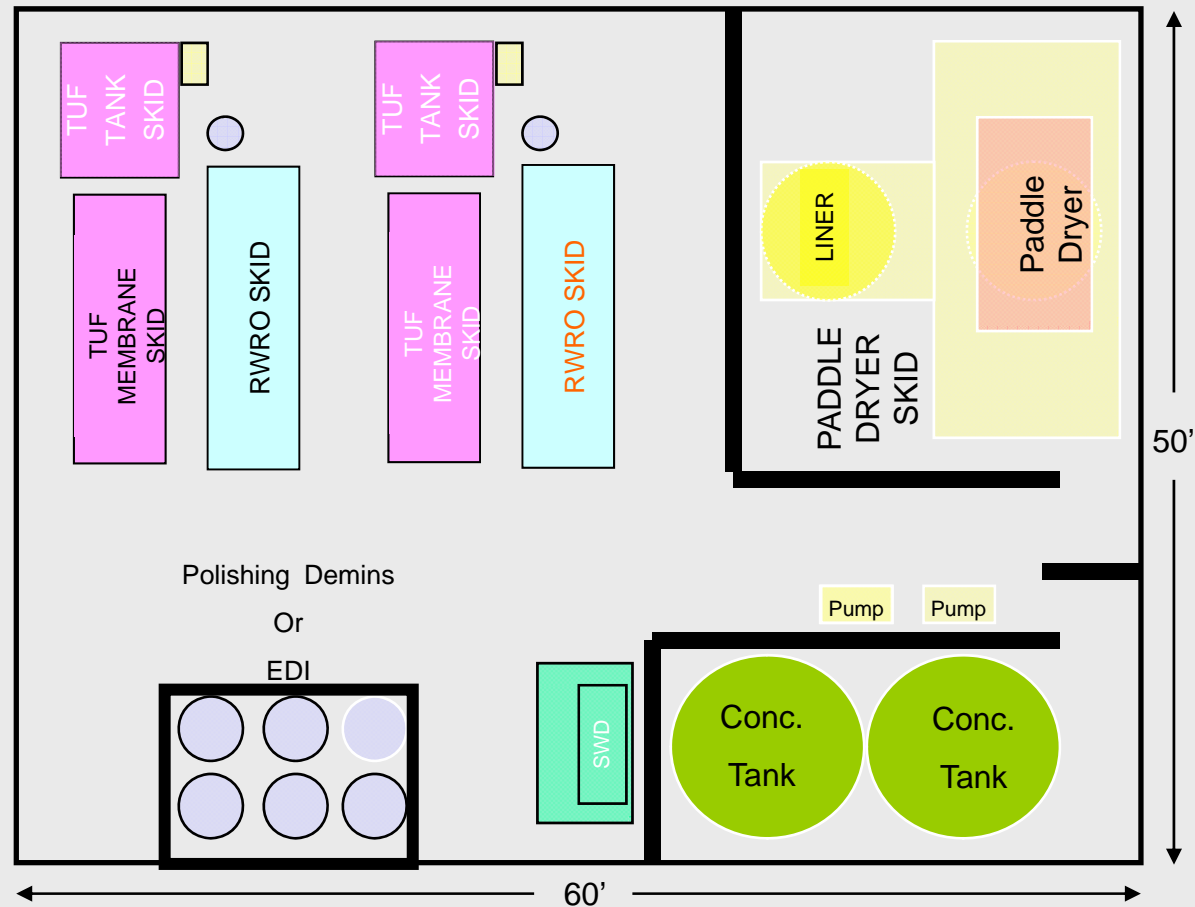 TUF
TANK
SKID
TUF
TANK
SKID
TUF
MEMBRANE
SKID
RWRO SKID
TUF
MEMBRANE
SKID
RWRO SKID
LINER
Paddle
Dryer
PADDLE
DRYER
SKID
50’
Polishing Demins
Or
EDI
Pump
Pump
SWD
Conc.
Tank
Conc.
Tank
60’